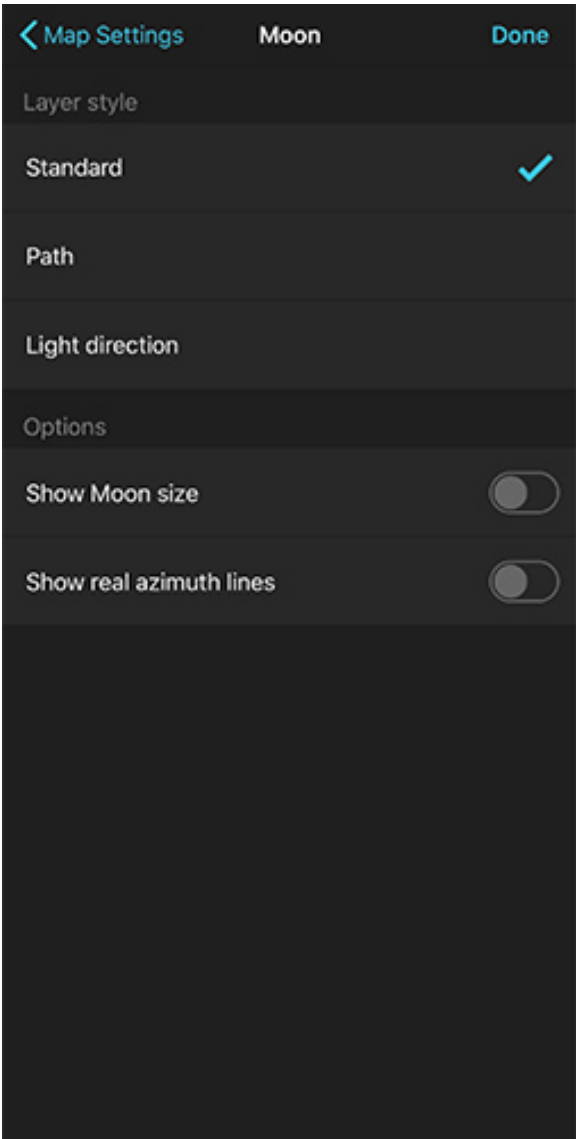 Map Settings Moon Done
Layer style
Standard
Path
Light direction
Options
Show Moon size
Show real azimuth lines